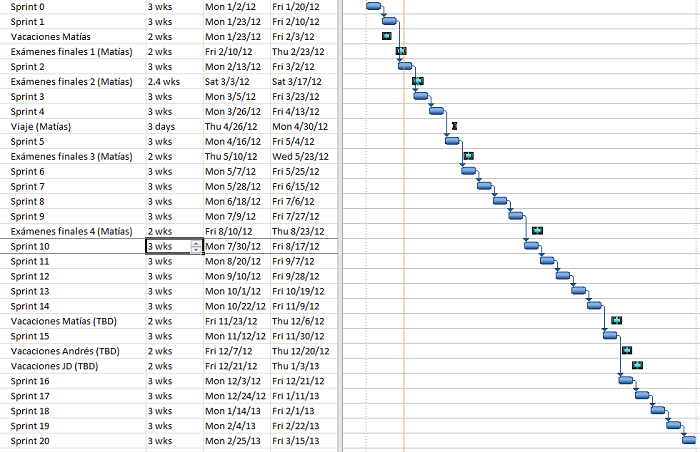 Sprint 0 3 wks Mon 1/2/12 Fri 1/20/12
Sprint 1 3 wks Mon 1/23/12 Fri 2/10/12
Vacaciones Matías 2 wks Mon 1/23/12 Fri 2/3/12
Exámenes finales 1 (Matías) 2 wks Fri 2/10/12 Thu 2/23/12
Sprint 2 3 wks Mon 2/13/12 Fri 3/2/12
Exámenes finales 2 (Matías) 2.4 wks Sat 3/3/12 Sat 3/17/12
Sprint 3 3 wks Mon 3/5/12 Fri 3/23/12
Sprint 4 3 wks Mon 3/26/12 Fri 4/13/12
Viaje (Matías) 3 days Thu 4/26/12 Mon 4/30/12
Sprint 5 3 wks Mon 4/16/12 Fri 5/4/12
Exámenes finales 3 (Matías) 2 wks Thu 5/10/12 Wed 5/23/12
Sprint 6 3 wks Mon 5/7/12 Fri 5/25/12
Sprint 7 3 wks Mon 5/28/12 Fri 6/15/12
Sprint 8 3 wks Mon 6/18/12 Fri 7/6/12
Sprint 9 3 wks Mon 7/9/12 Fri 7/27/12
Exámenes finales 4 (Matías) 2 wks Fri 8/10/12 Thu 8/23/12
Sprint 10 3 wks Mon 7/30/12 Fri 8/17/12
Sprint 11 3 wks Mon 8/20/12 Fri 9/7/12
Sprint 12 3 wks Mon 9/10/12 Fri 9/28/12
Sprint 13 3 wks Mon 10/1/12 Fri 10/19/12
Sprint 14 3 wks Mon 10/22/12 Fri 11/9/12
Vacaciones Matías (TBD) 2 wks Fri 11/23/12 Thu 12/6/12
Sprint 15 3 wks Mon 11/12/12 Fri 11/30/12
Vacaciones Andrés (TBD) 2 wks Fri 12/7/12 Thu 12/20/12
Vacaciones JD (TBD) 2 wks Fri 12/21/12 Thu 1/3/13
Sprint 16 3 wks Mon 12/3/12 Fri 12/21/12
Sprint 17 3 wks Mon 12/24/12 Fri 1/11/13
Sprint 18 3 wks Mon 1/14/13 Fri 2/1/13
Sprint 19 3 wks Mon 2/4/13 Fri 2/22/13
Sprint 20 3 wks Mon 2/25/13 Fri 3/15/13